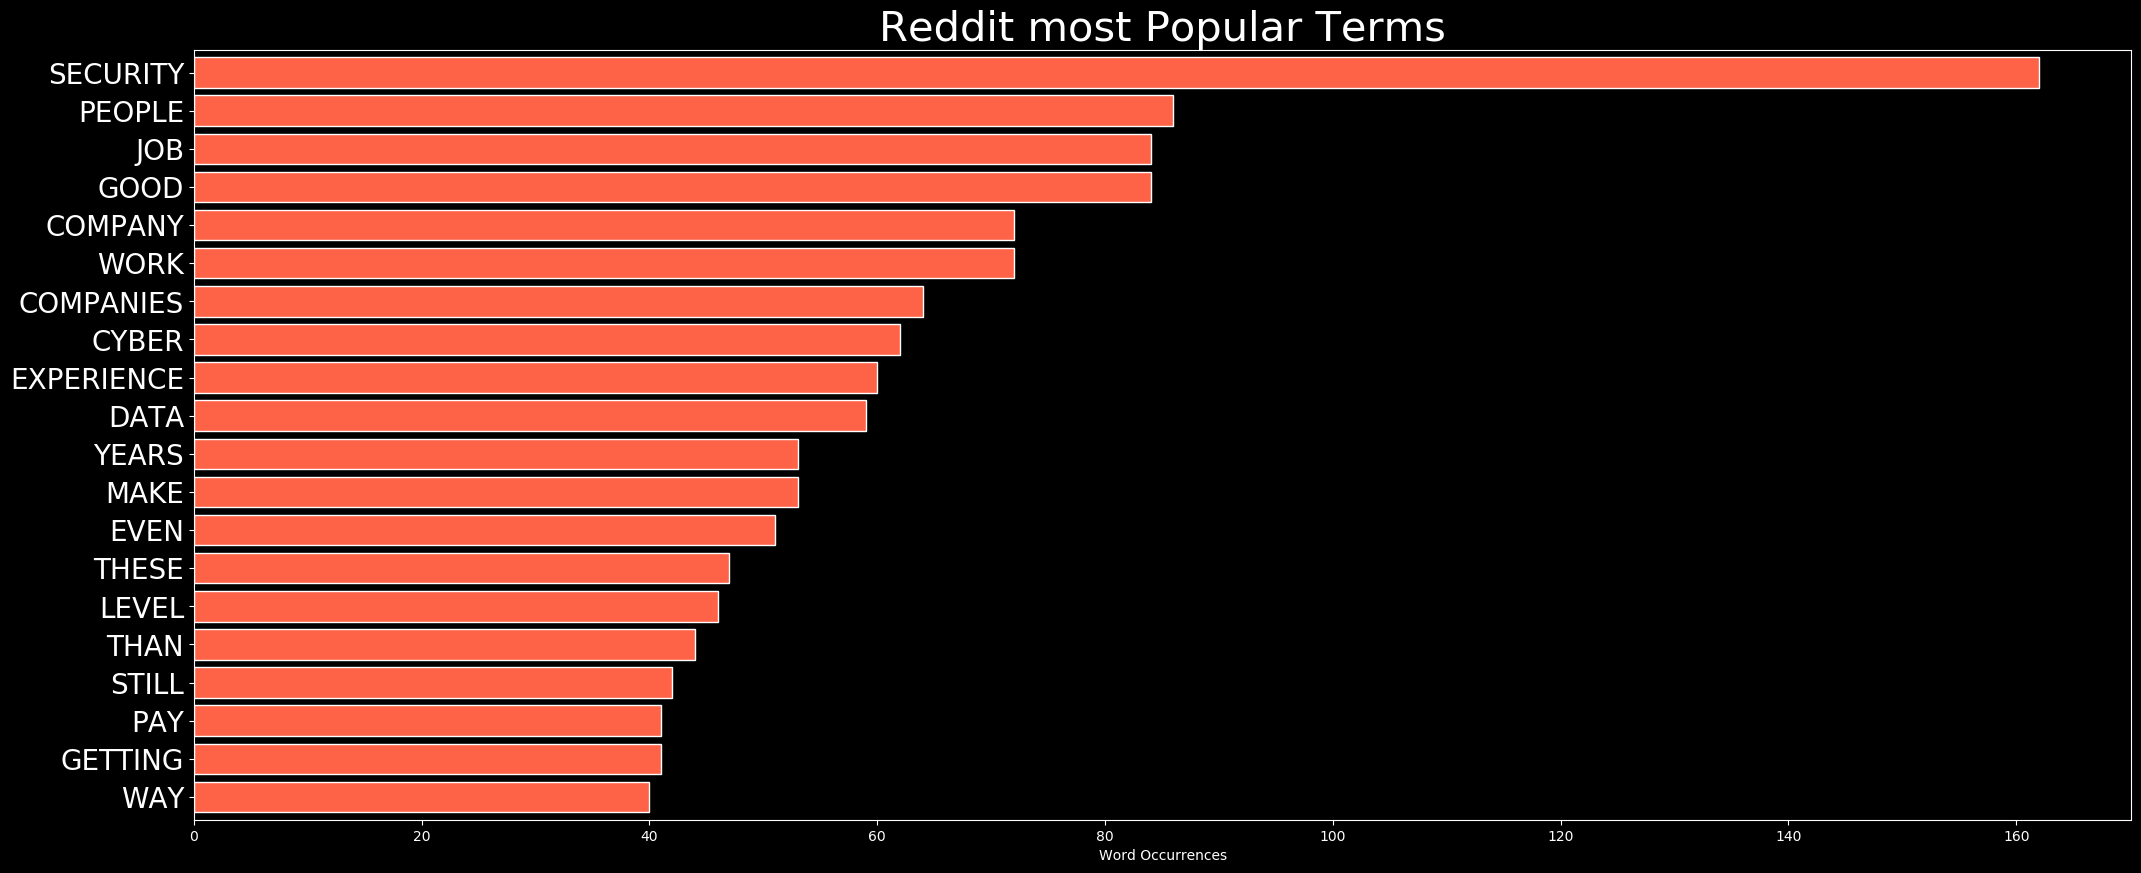 Reddit most Popular Terms
SECURITY
PEOPLE
JOB
GOOD
COMPANY
WORK
COMPANIES
CYBER
EXPERIENCE
DATA
YEARS
MAKE
EVEN
THESE
LEVEL
THAN
STILL
PAY
GETTING
WAY
0 20 40 60 80 100 120 140 160
Word Occurrences